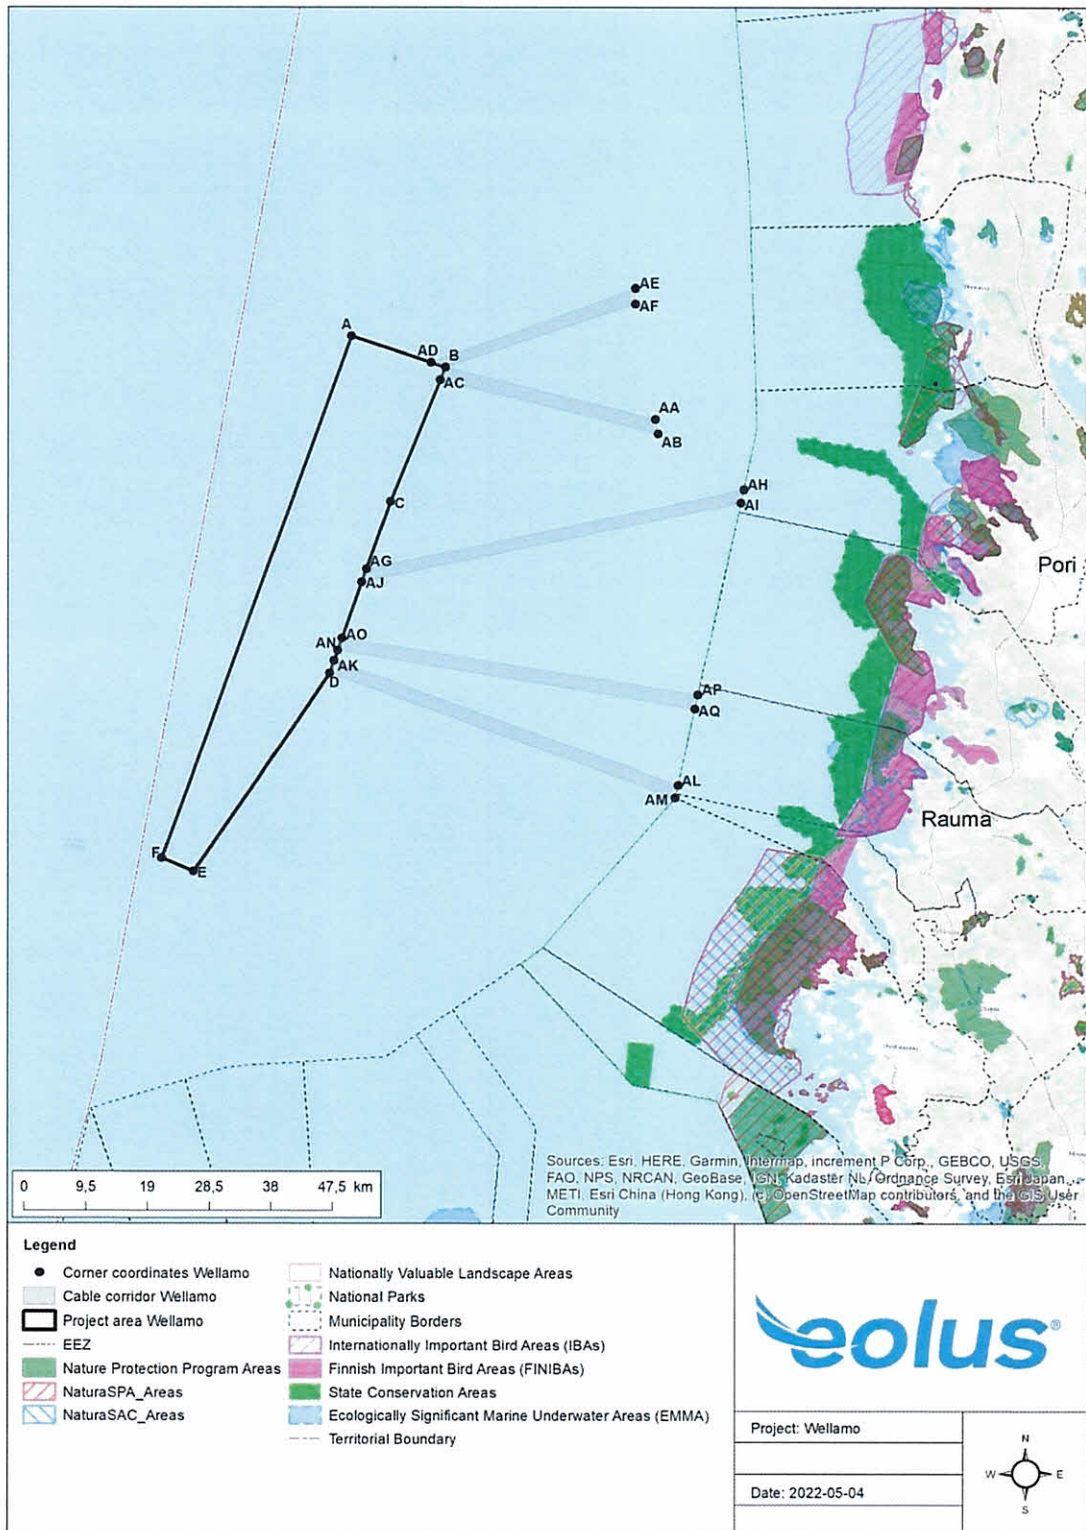 AE
AF
A
AD
B
AC
AA
AB
C
AH
AI
AG
AJ
Pori
AO
AN
AK
D
AP
AQ
AL
AM
Rauma
F
E
Sources: Esri, HERE, Garmin, Intermap, increment P Corp., GEBCO, USGS,
FAO, NPS, NRCAN, GeoBase, IGN, Kadaster NL, Ordnance Survey, Esri Japan,
METI, Esri China (Hong Kong), (c) OpenStreetMap contributors, and the GIS User
Community
0 9,5 19 28,5 38 47,5 km
Legend
Corner coordinates Wellamo
Cable corridor Wellamo
Project area Wellamo
EEZ
Nature Protection Program Areas
NaturaSPA_Areas
NaturaSAC_Areas
Nationally Valuable Landscape Areas
National Parks
Municipality Borders
Internationally Important Bird Areas (IBAs)
Finnish Important Bird Areas (FINIBAs)
State Conservation Areas
Ecologically Significant Marine Underwater Areas (EMMA)
Territorial Boundary
eolus®
Project: Wellamo
Date: 2022-05-04
N
W E
S